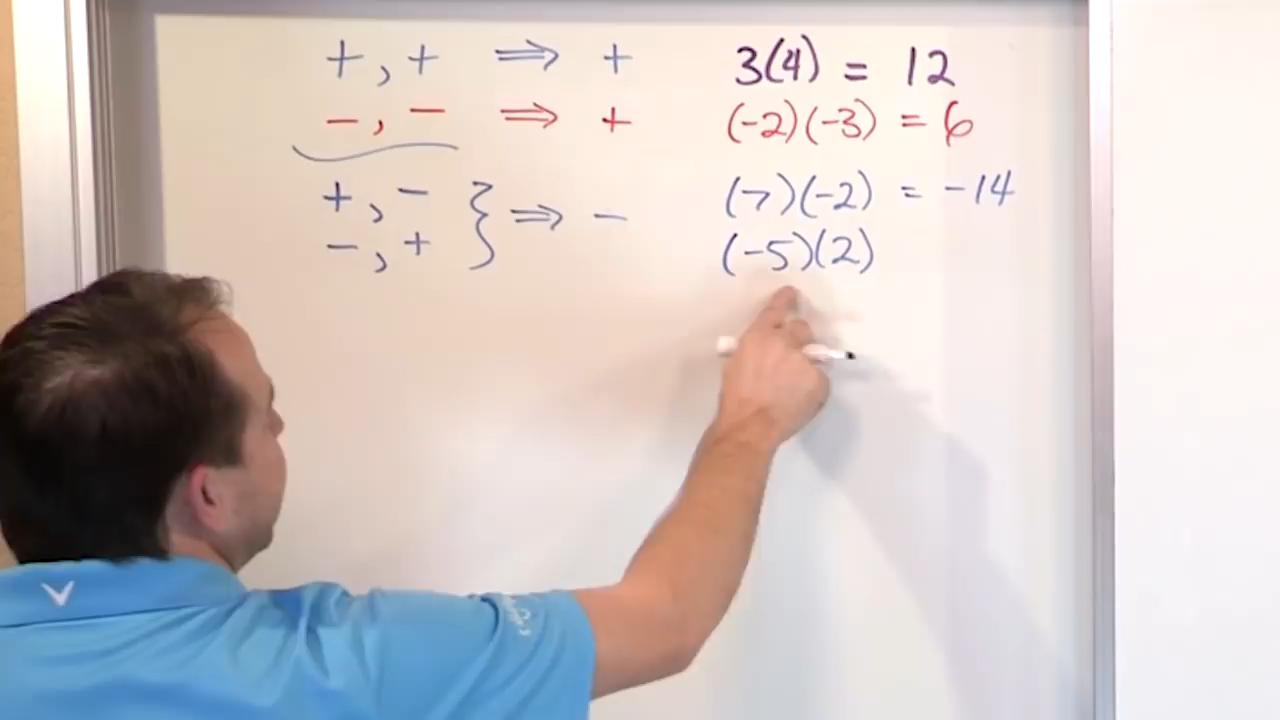 +, + ⇒ + 3(4) = 12
-, - ⇒ + (-2)(-3) = 6
+, - } ⇒ - (7)(-2) = -14
-, + (-5)(2)